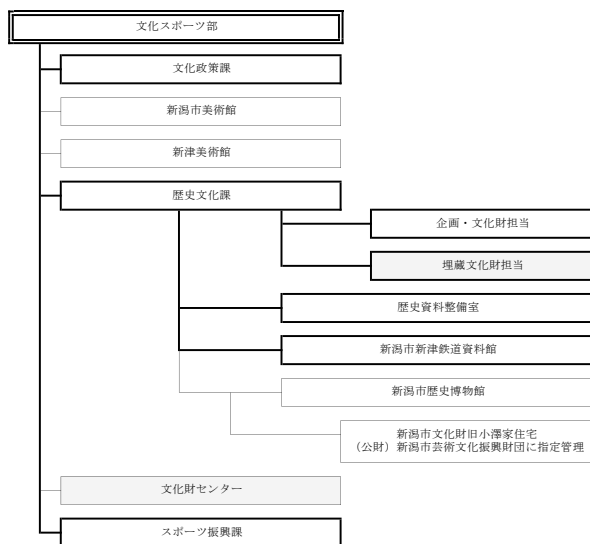 文化スポーツ部
文化政策課
新潟市美術館
新津美術館
歴史文化課
企画・文化財担当
埋蔵文化財担当
歴史資料整備室
新潟市新津鉄道資料館
新潟市歴史博物館
新潟市文化財旧小澤家住宅
（公財）新潟市芸術文化振興財団に指定管理
文化財センター
スポーツ振興課